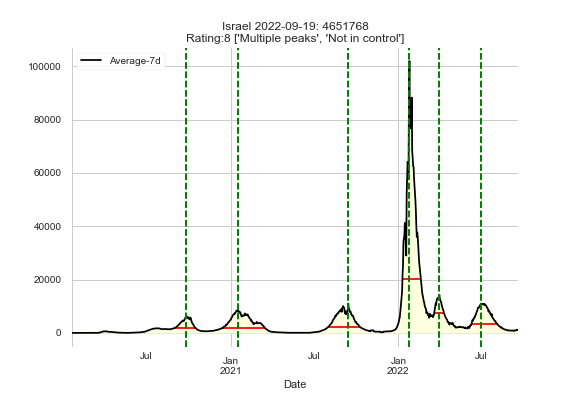 Israel 2022-09-19: 4651768
Rating:8 ['Multiple peaks', 'Not in control']
Average-7d
100000
80000
60000
40000
20000
0
Jul
Jan
2021
Jul
Jan
2022
Jul
Date